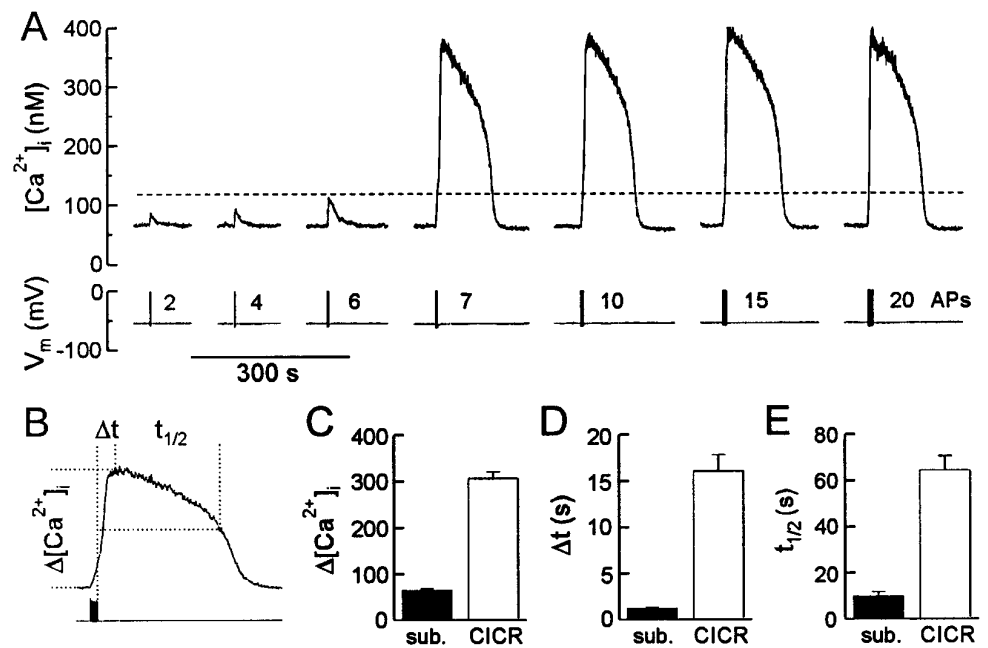 A
400
300
200
100
0
[Ca²⁺]ᵢ (nM)
0
-100
Vₘ (mV)
2
4
6
7
10
15
20 APs
300 s
B
Δt
t₁/₂
Δ[Ca²⁺]ᵢ
C
400
300
200
100
0
Δ[Ca²⁺]ᵢ
sub.
CICR
D
20
15
10
5
0
Δt (s)
sub.
CICR
E
80
60
40
20
0
t₁/₂ (s)
sub.
CICR